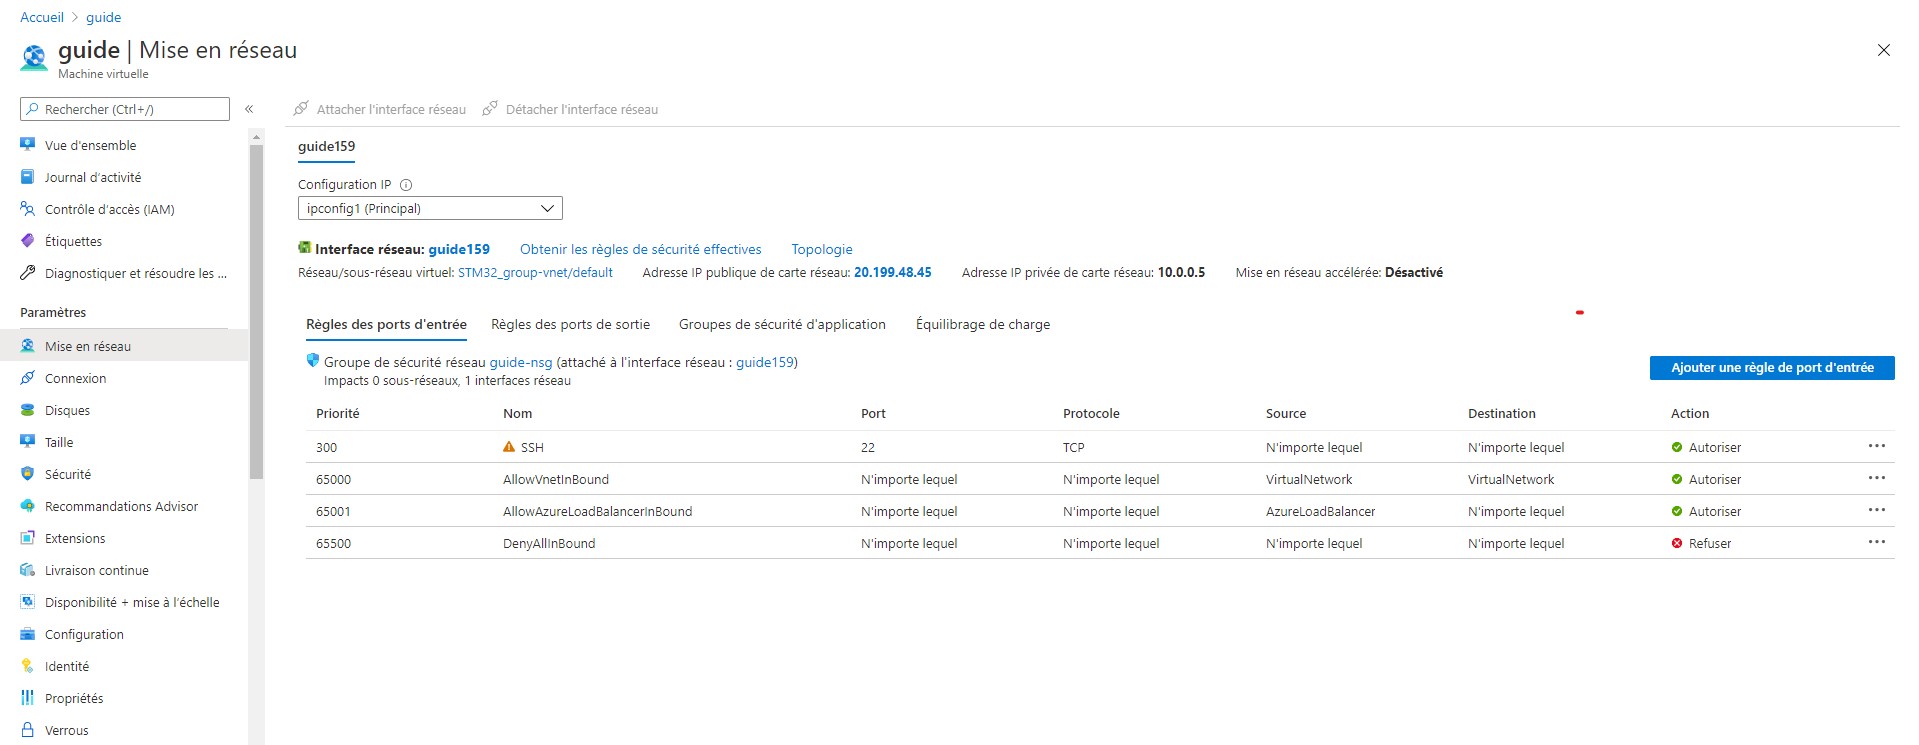 Accueil > guide
guide | Mise en réseau
Machine virtuelle
Rechercher (Ctrl+/)
«
Vue d'ensemble
Journal d'activité
Contrôle d'accès (IAM)
Étiquettes
Diagnostiquer et résoudre les ...
Paramètres
Mise en réseau
Connexion
Disques
Taille
Sécurité
Recommandations Advisor
Extensions
Livraison continue
Disponibilité + mise à l'échelle
Configuration
Identité
Propriétés
Verrous
Attacher l'interface réseau Détacher l'interface réseau
guide159
Configuration IP
ipconfig1 (Principal)
Interface réseau: guide159 Obtenir les règles de sécurité effectives Topologie
Réseau/sous-réseau virtuel: STM32_group-vnet/default Adresse IP publique de carte réseau: 20.199.48.45 Adresse IP privée de carte réseau: 10.0.0.5 Mise en réseau accélérée: Désactivé
Règles des ports d'entrée Règles des ports de sortie Groupes de sécurité d'application Équilibrage de charge
Groupe de sécurité réseau guide-nsg (attaché à l'interface réseau : guide159)
Impacts 0 sous-réseaux, 1 interfaces réseau
Ajouter une règle de port d'entrée
Priorité Nom Port Protocole Source Destination Action
300 SSH 22 TCP N'importe lequel N'importe lequel Autoriser ...
65000 AllowVnetInBound N'importe lequel N'importe lequel VirtualNetwork VirtualNetwork Autoriser ...
65001 AllowAzureLoadBalancerInBound N'importe lequel N'importe lequel AzureLoadBalancer N'importe lequel Autoriser ...
65500 DenyAllInBound N'importe lequel N'importe lequel N'importe lequel N'importe lequel Refuser ...